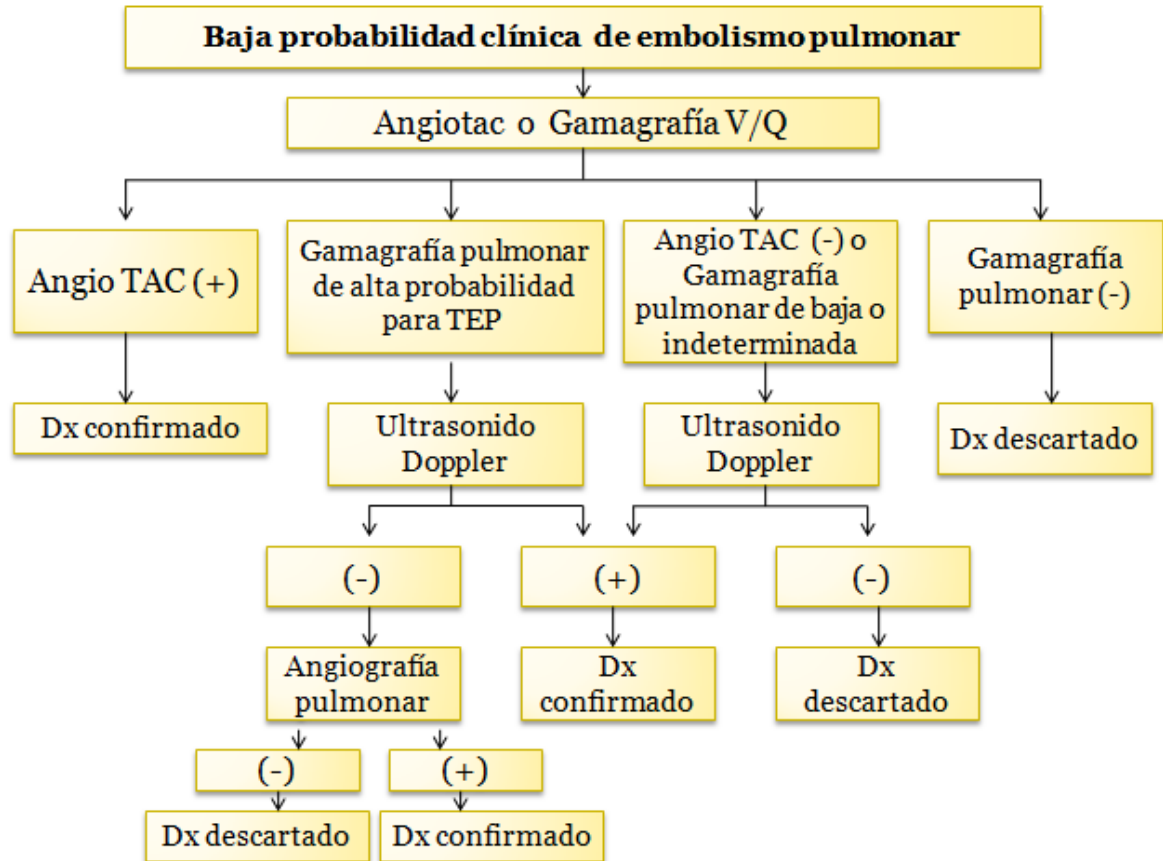 Baja probabilidad clínica de embolismo pulmonar
Angiotac o Gamagrafía V/Q
Angio TAC (+)
Gamagrafía pulmonar
de alta probabilidad
para TEP
Angio TAC (-) o
Gamagrafía
pulmonar de baja o
indeterminada
Gamagrafía
pulmonar (-)
Dx confirmado
Ultrasonido
Doppler
Ultrasonido
Doppler
Dx descartado
(-)
(+)
(-)
Angiografía
pulmonar
Dx
confirmado
Dx
descartado
(-)
(+)
Dx descartado
Dx confirmado